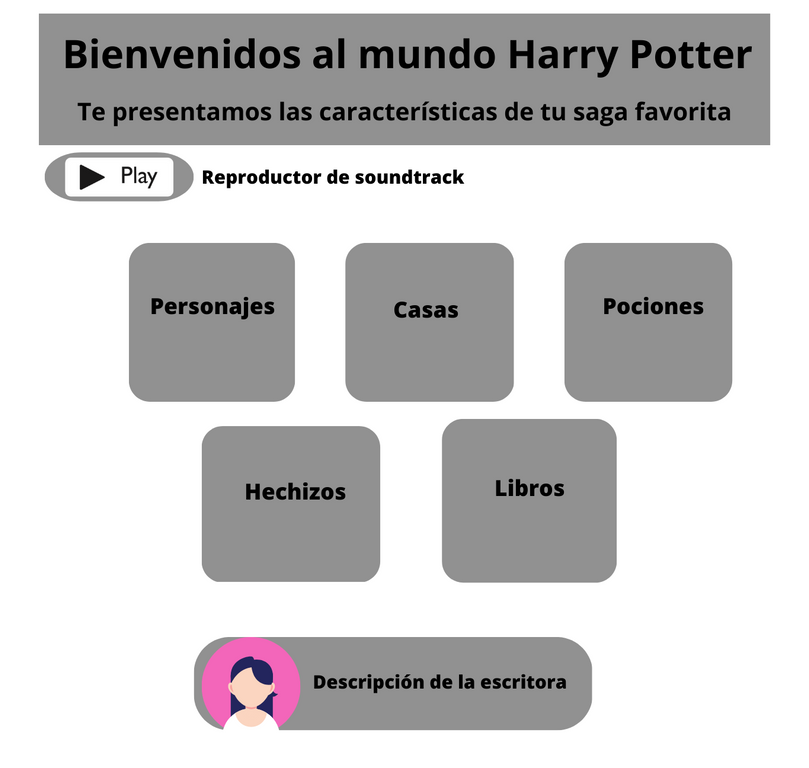 Bienvenidos al mundo Harry Potter
Te presentamos las características de tu saga favorita
Play
Reproductor de soundtrack
Personajes
Casas
Pociones
Hechizos
Libros
Descripción de la escritora